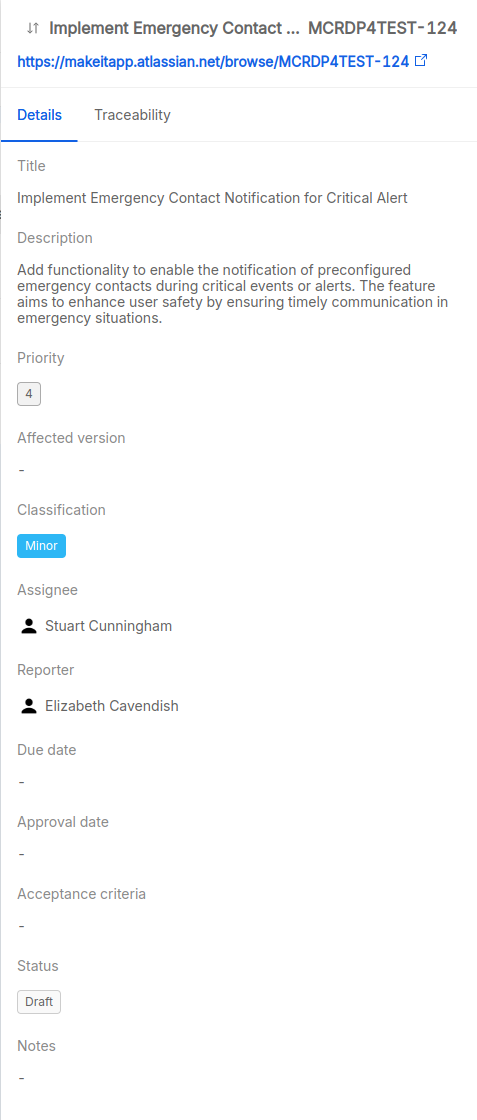 Implement Emergency Contact ... MCRDP4TEST-124
https://makeitapp.atlassian.net/browse/MCRDP4TEST-124
Details Traceability
Title
Implement Emergency Contact Notification for Critical Alert
Description
Add functionality to enable the notification of preconfigured
emergency contacts during critical events or alerts. The feature
aims to enhance user safety by ensuring timely communication in
emergency situations.
Priority
4
Affected version
-
Classification
Minor
Assignee
Stuart Cunningham
Reporter
Elizabeth Cavendish
Due date
-
Approval date
-
Acceptance criteria
-
Status
Draft
Notes
-